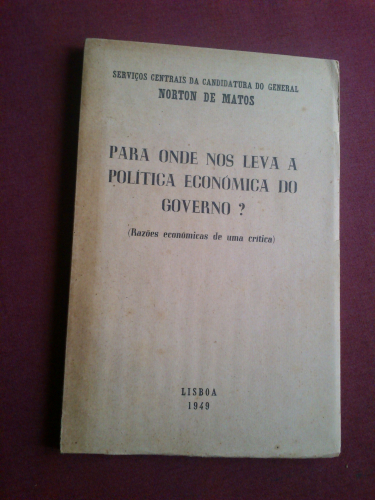 SERVIÇOS CENTRAIS DA CANDIDATURA DO GENERAL
NORTON DE MATOS
PARA ONDE NOS LEVA A
POLÍTICA ECONÓMICA DO
GOVERNO ?
(Razões económicas de uma crítica)
LISBOA
1949